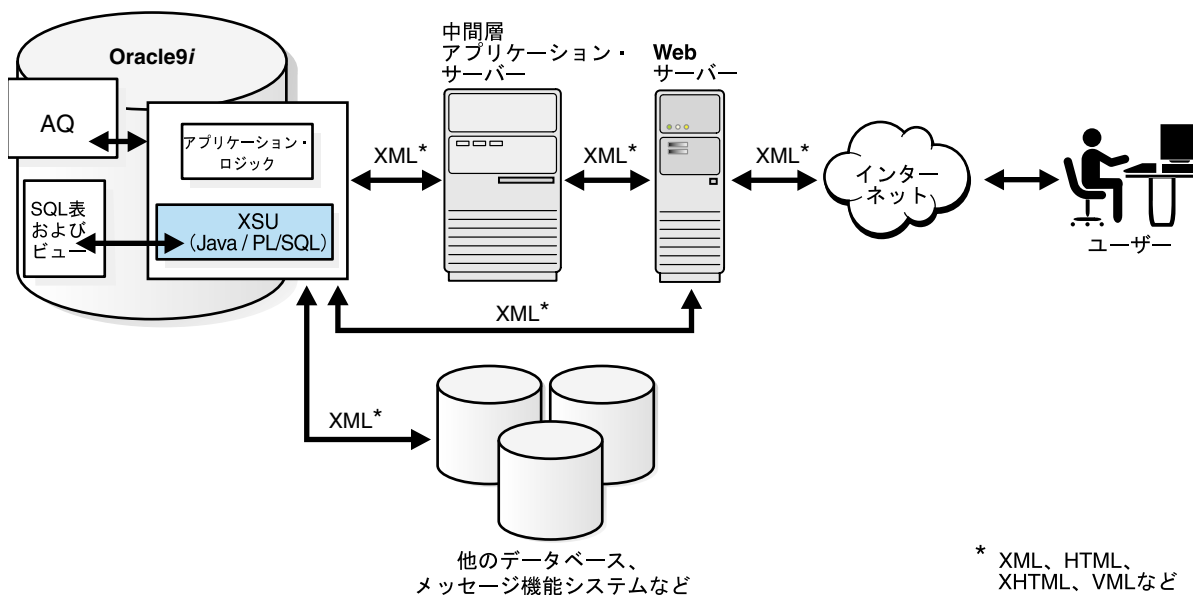 Oracle9i
AQ
アプリケーション・
ロジック
SQL表
および
ビュー
XSU
(Java / PL/SQL)
中間層
アプリケーション・
サーバー
Web
サーバー
XML*
XML*
XML*
インター
ネット
ユーザー
XML*
XML*
他のデータベース、
メッセージ機能システムなど
* XML、HTML、
XHTML、VMLなど